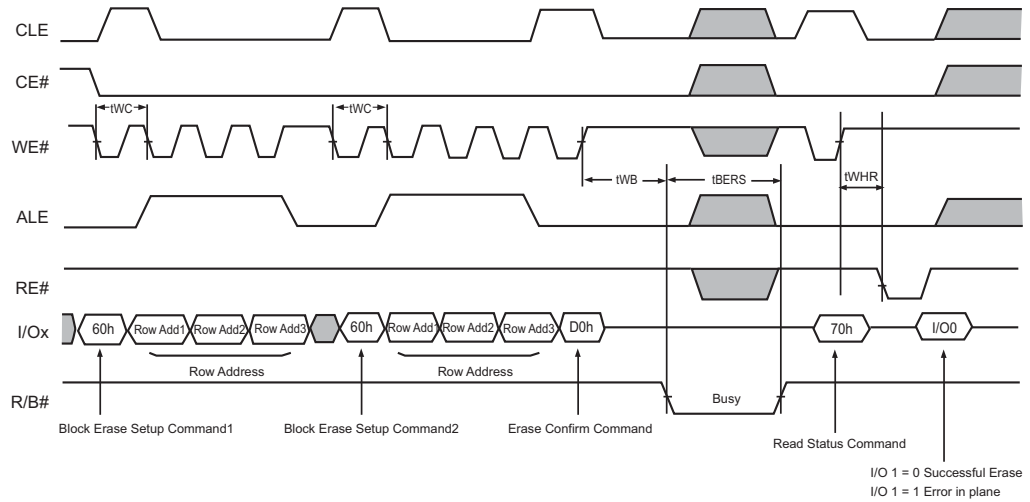 CLE
CE#
tWC tWC
WE#
tWB tBERS tWHR
ALE
RE#
I/Ox 60h Row Add1 Row Add2 Row Add3 60h Row Add1 Row Add2 Row Add3 D0h 70h I/O0
Row Address Row Address
R/B# Busy
Block Erase Setup Command1 Block Erase Setup Command2 Erase Confirm Command
Read Status Command
I/O 1 = 0 Successful Erase
I/O 1 = 1 Error in plane